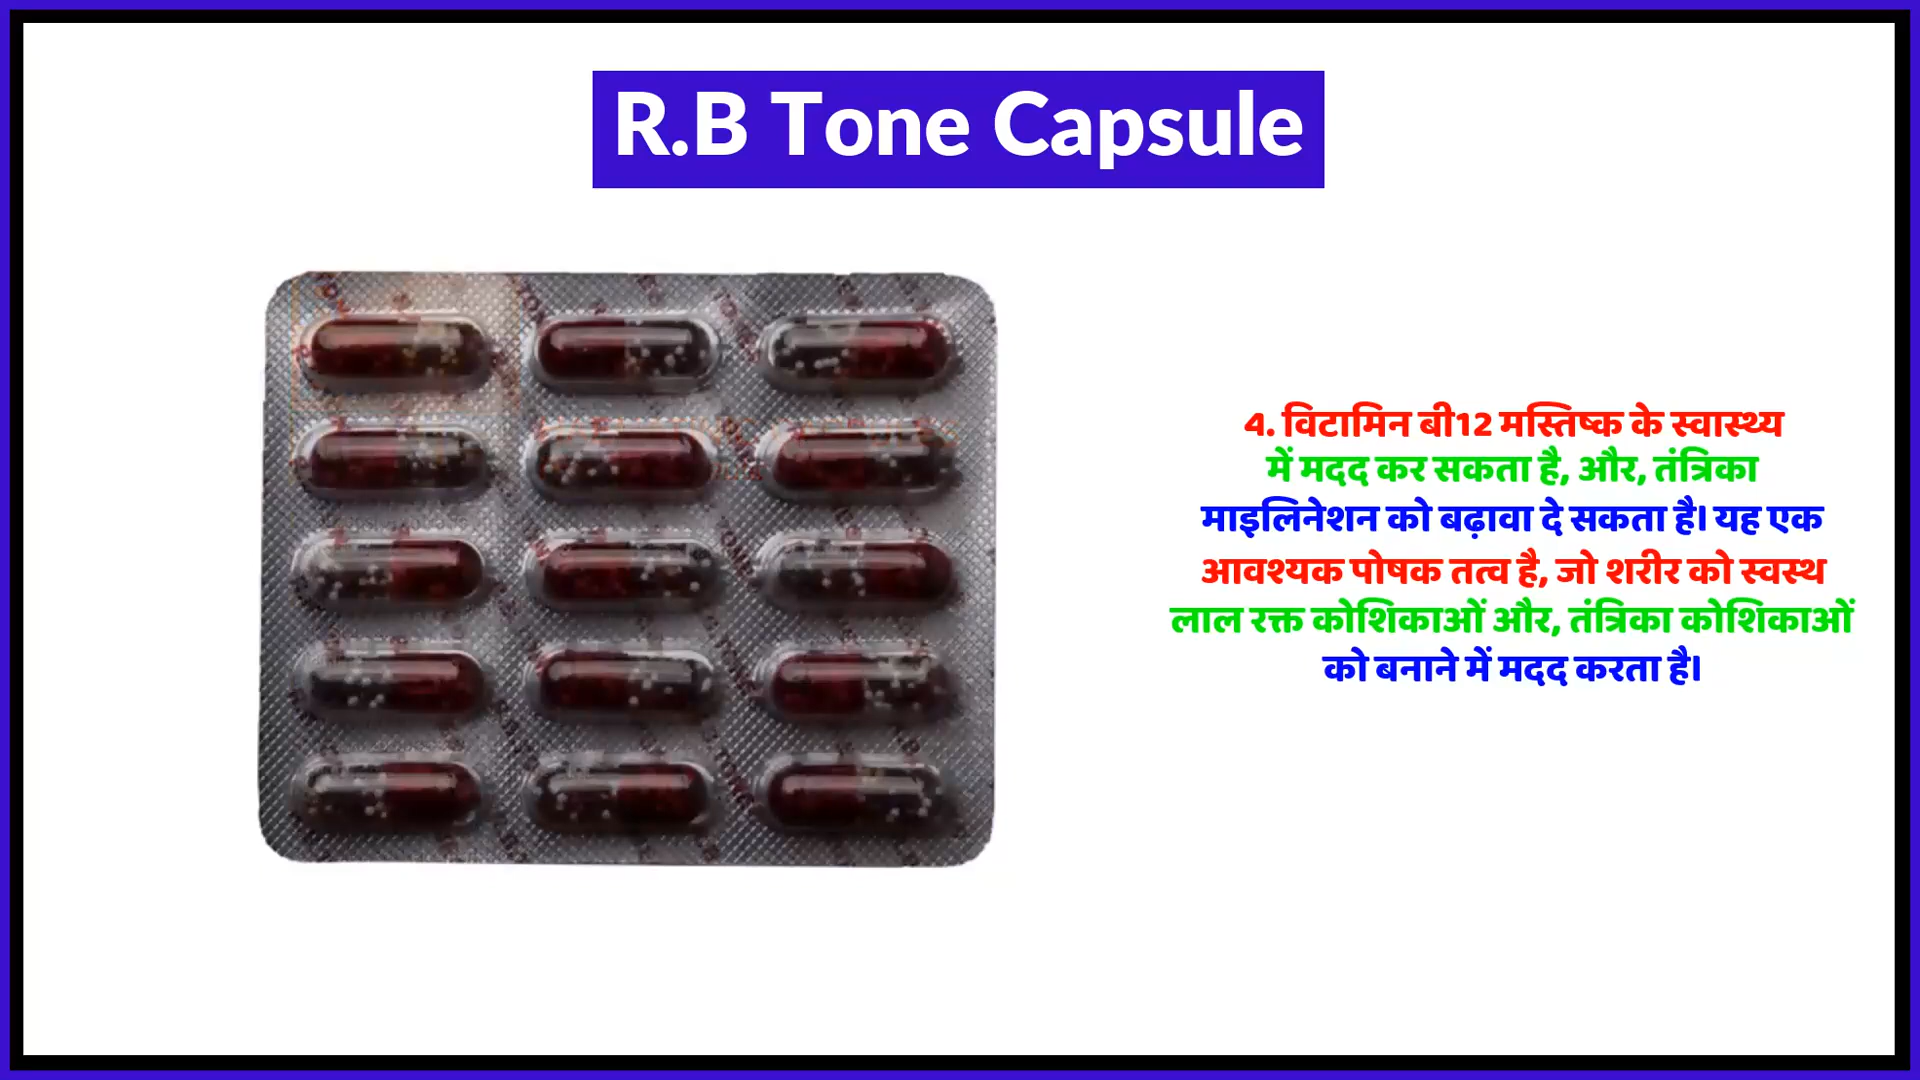 R.B Tone Capsule
4. विटामिन बी12 मस्तिष्क के स्वास्थ्य
में मदद कर सकता है, और, तंत्रिका
माइलिनेशन को बढ़ावा दे सकता है। यह एक
आवश्यक पोषक तत्व है, जो शरीर को स्वस्थ
लाल रक्त कोशिकाओं और, तंत्रिका कोशिकाओं
को बनाने में मदद करता है।